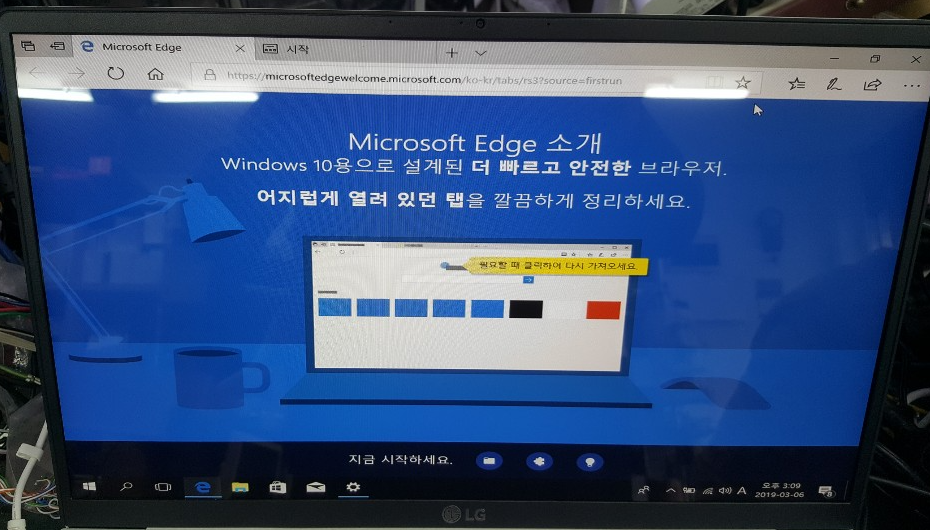 Microsoft Edge
시작
https://microsoftedgewelcome.microsoft.com/ko-kr/tabs/rs3?source=firstrun
Microsoft Edge 소개
Windows 10용으로 설계된 더 빠르고 안전한 브라우저.
어지럽게 열려 있던 탭을 깔끔하게 정리하세요.
필요할 때 클릭하여 다시 가져오세요.
지금 시작하세요.
A
오후 3:09
2019-03-06
LG